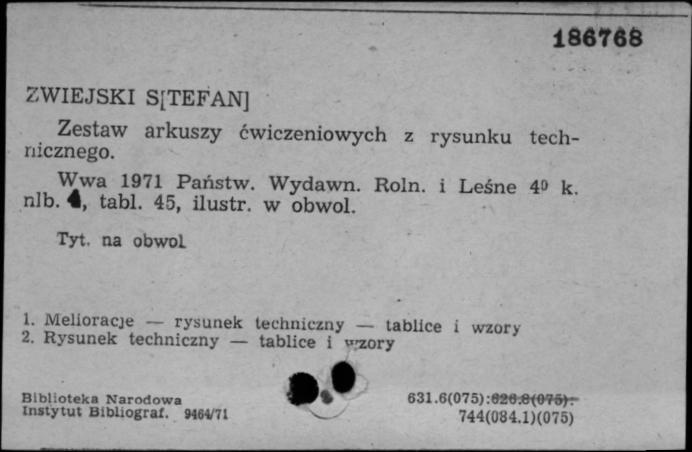 186768
ZWIEJSKI S[TEFAN]
Zestaw arkuszy ćwiczeniowych z rysunku tech-
nicznego.
Wwa 1971 Państw. Wydawn. Roln. i Leśne 4⁰ k.
nlb. 4, tabl. 45, ilustr. w obwol.
Tyt. na obwol
1. Melioracje — rysunek techniczny — tablice i wzory
2. Rysunek techniczny — tablice i wzory
Biblioteka Narodowa
Instytut Bibliograf. 9464/71
631.6(075):626.8(075):
744(084.1)(075)